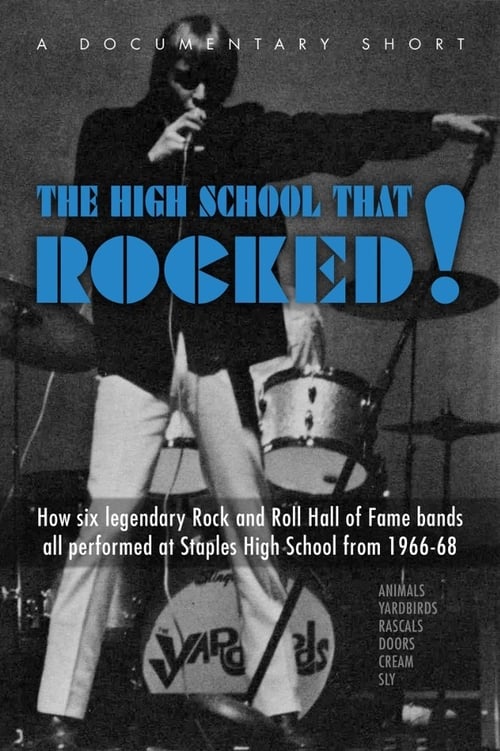 A DOCUMENTARY SHORT
THE HIGH SCHOOL THAT
ROCKED!
How six legendary Rock and Roll Hall of Fame bands
all performed at Staples High School from 1966-68
ANIMALS
YARDBIRDS
RASCALS
DOORS
CREAM
SLY